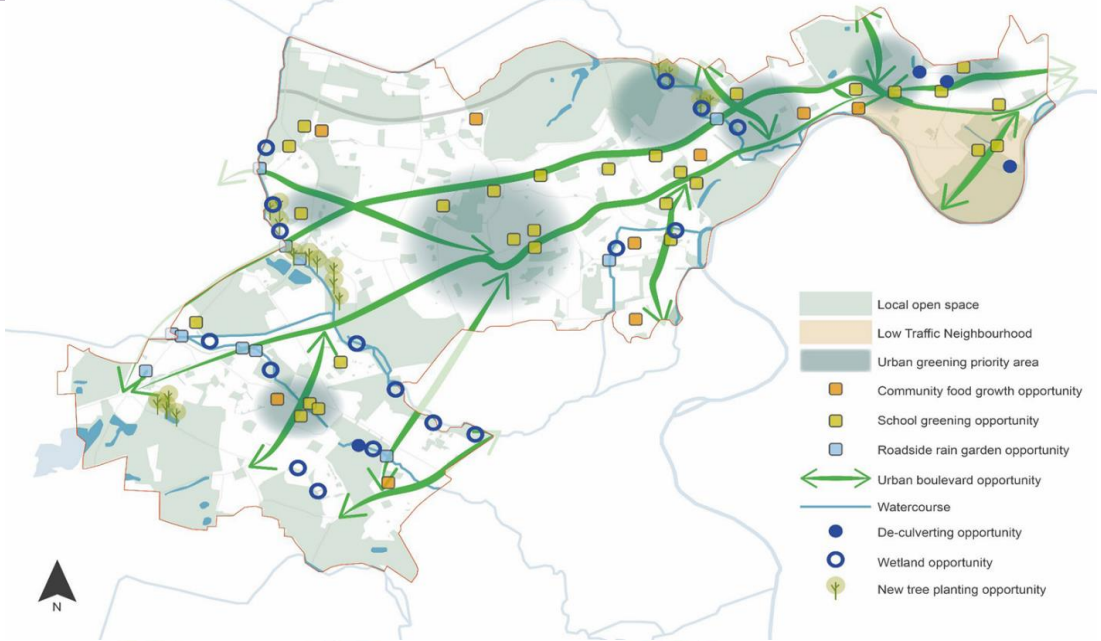 Local open space
Low Traffic Neighbourhood
Urban greening priority area
Community food growth opportunity
School greening opportunity
Roadside rain garden opportunity
Urban boulevard opportunity
Watercourse
De-culverting opportunity
Wetland opportunity
New tree planting opportunity
N